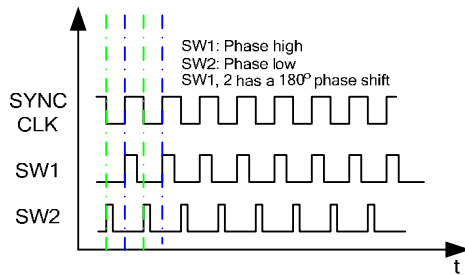 SW1: Phase high
SW2: Phase low
SW1, 2 has a 180° phase shift
SYNC
CLK
SW1
SW2
t